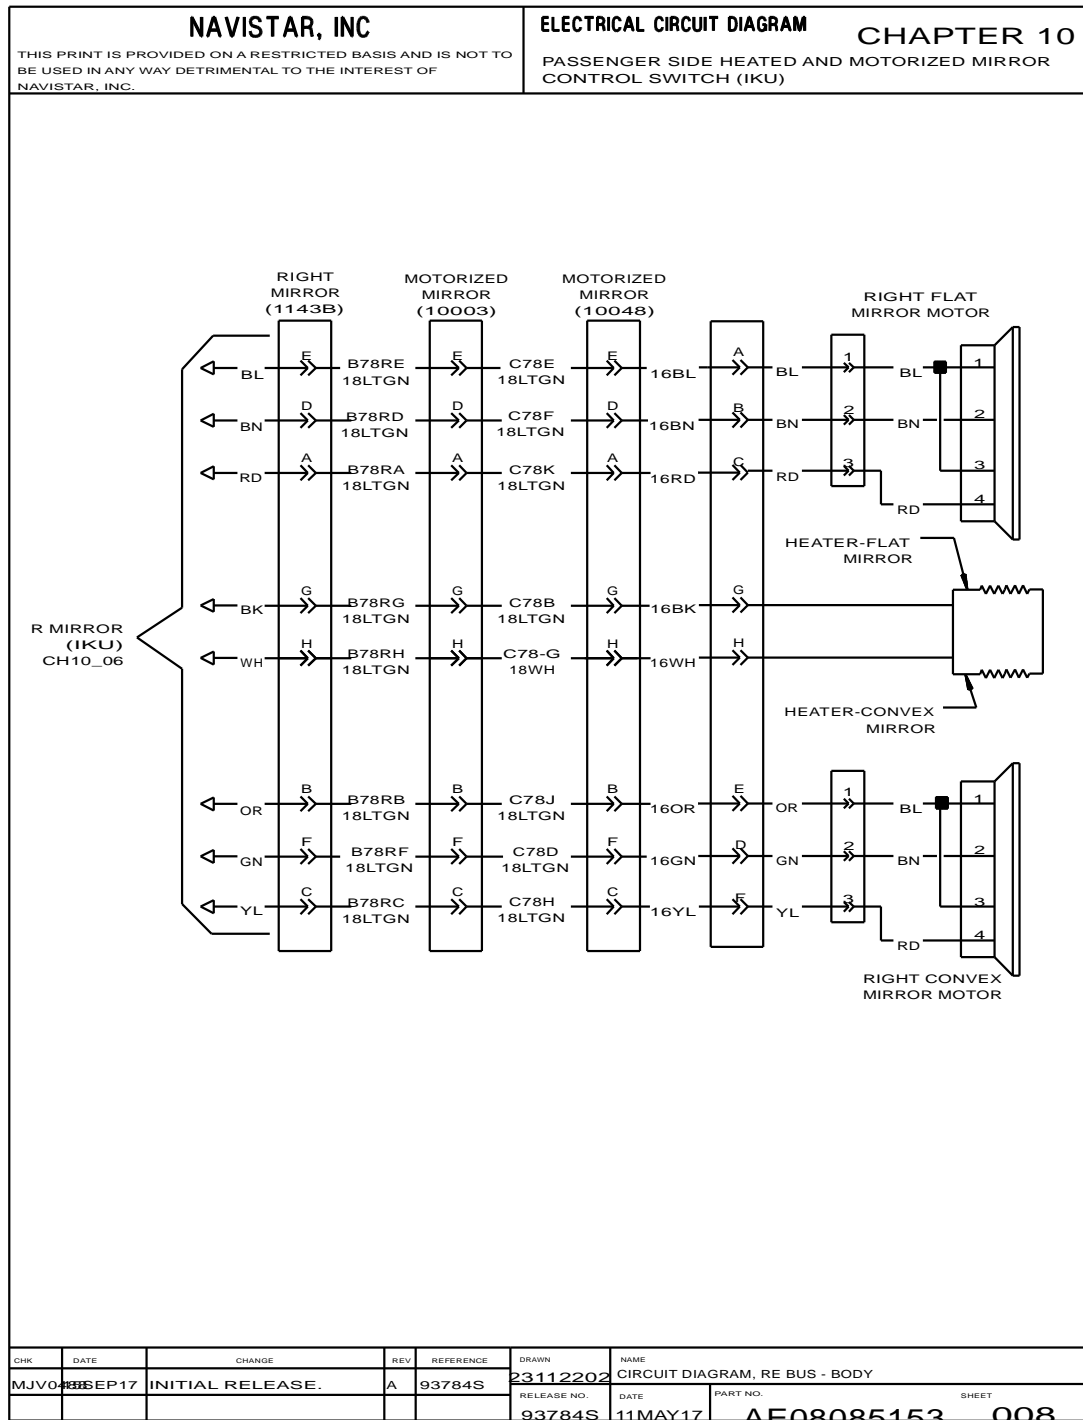 NAVISTAR, INC
THIS PRINT IS PROVIDED ON A RESTRICTED BASIS AND IS NOT TO
BE USED IN ANY WAY DETRIMENTAL TO THE INTEREST OF
NAVISTAR, INC.
ELECTRICAL CIRCUIT DIAGRAM
CHAPTER 10
PASSENGER SIDE HEATED AND MOTORIZED MIRROR
CONTROL SWITCH (IKU)
RIGHT
MIRROR
(1143B)
MOTORIZED
MIRROR
(10003)
MOTORIZED
MIRROR
(10048)
RIGHT FLAT
MIRROR MOTOR
BL E B78RE 18LTGN E C78E 18LTGN E 16BL A BL 1 BL 1
BN D B78RD 18LTGN D C78F 18LTGN D 16BN B BN 2 BN 2
RD A B78RA 18LTGN A C78K 18LTGN A 16RD C RD 3 3
RD 4
HEATER-FLAT
MIRROR
BK G B78RG 18LTGN G C78B 18LTGN G 16BK G
R MIRROR
(IKU)
CH10_06
WH H B78RH 18LTGN H C78-G 18WH H 16WH H
HEATER-CONVEX
MIRROR
OR B B78RB 18LTGN B C78J 18LTGN B 16OR E OR 1 BL 1
GN F B78RF 18LTGN F C78D 18LTGN F 16GN D GN 2 BN 2
YL C B78RC 18LTGN C C78H 18LTGN C 16YL F YL 3 3
RD 4
RIGHT CONVEX
MIRROR MOTOR
CHK DATE CHANGE REV REFERENCE DRAWN NAME
INITIAL RELEASE. A 93784S 23112202 CIRCUIT DIAGRAM, RE BUS - BODY
RELEASE NO. DATE PART NO. SHEET
93784S 11MAY17 AE08085153 008